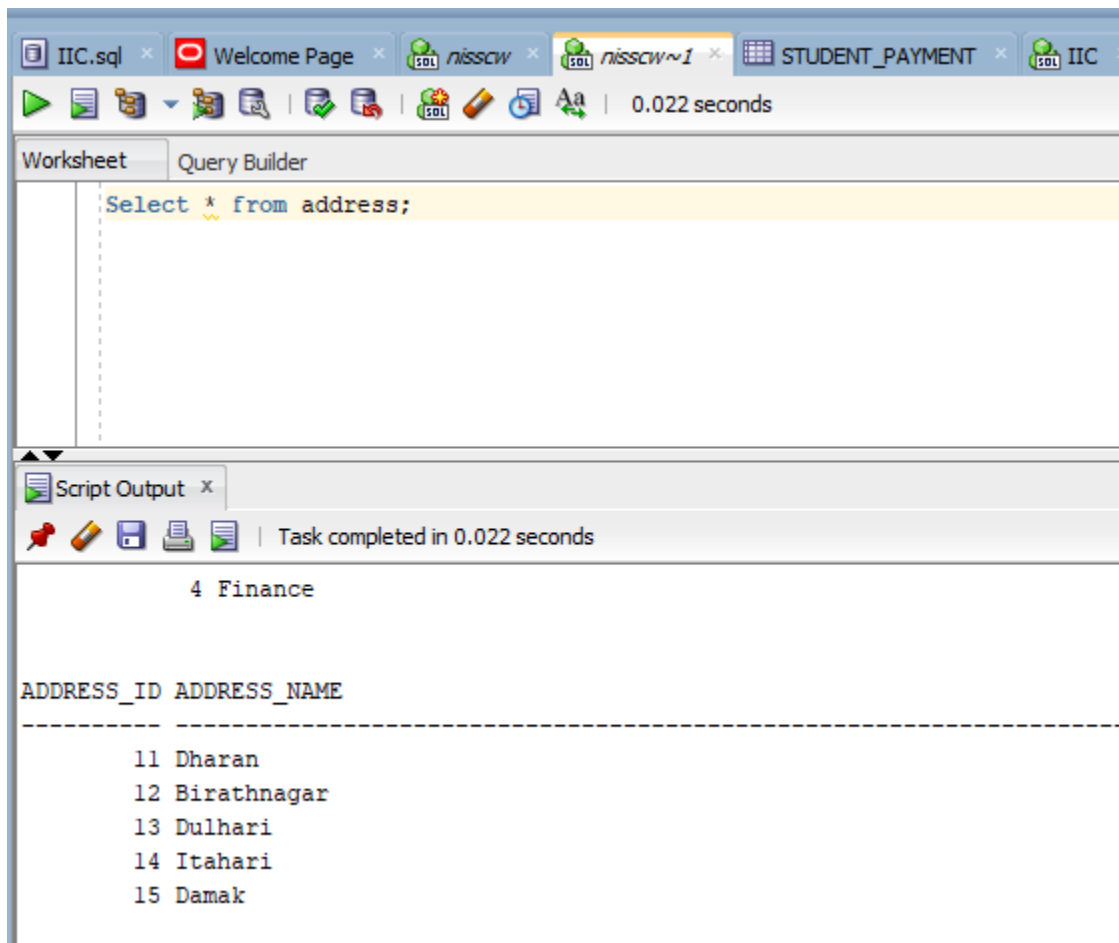 IIC.sql Welcome Page nisscw nisscw~1 STUDENT_PAYMENT IIC
0.022 seconds
Worksheet Query Builder
Select * from address;
Script Output
Task completed in 0.022 seconds
4 Finance
ADDRESS_ID ADDRESS_NAME
---------- --------------------------------------------------------------------
11 Dharan
12 Birathnagar
13 Dulhari
14 Itahari
15 Damak